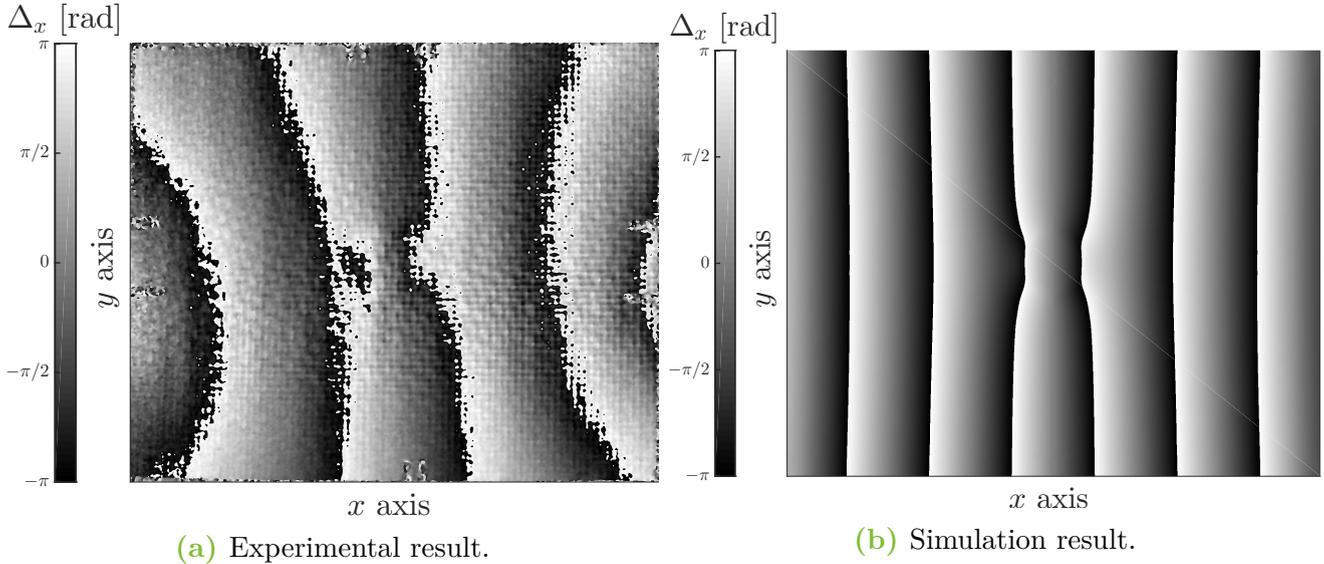 Δx [rad]
π
π/2
0
−π/2
−π
y axis
x axis
(a) Experimental result.
Δx [rad]
π
π/2
0
−π/2
−π
y axis
x axis
(b) Simulation result.